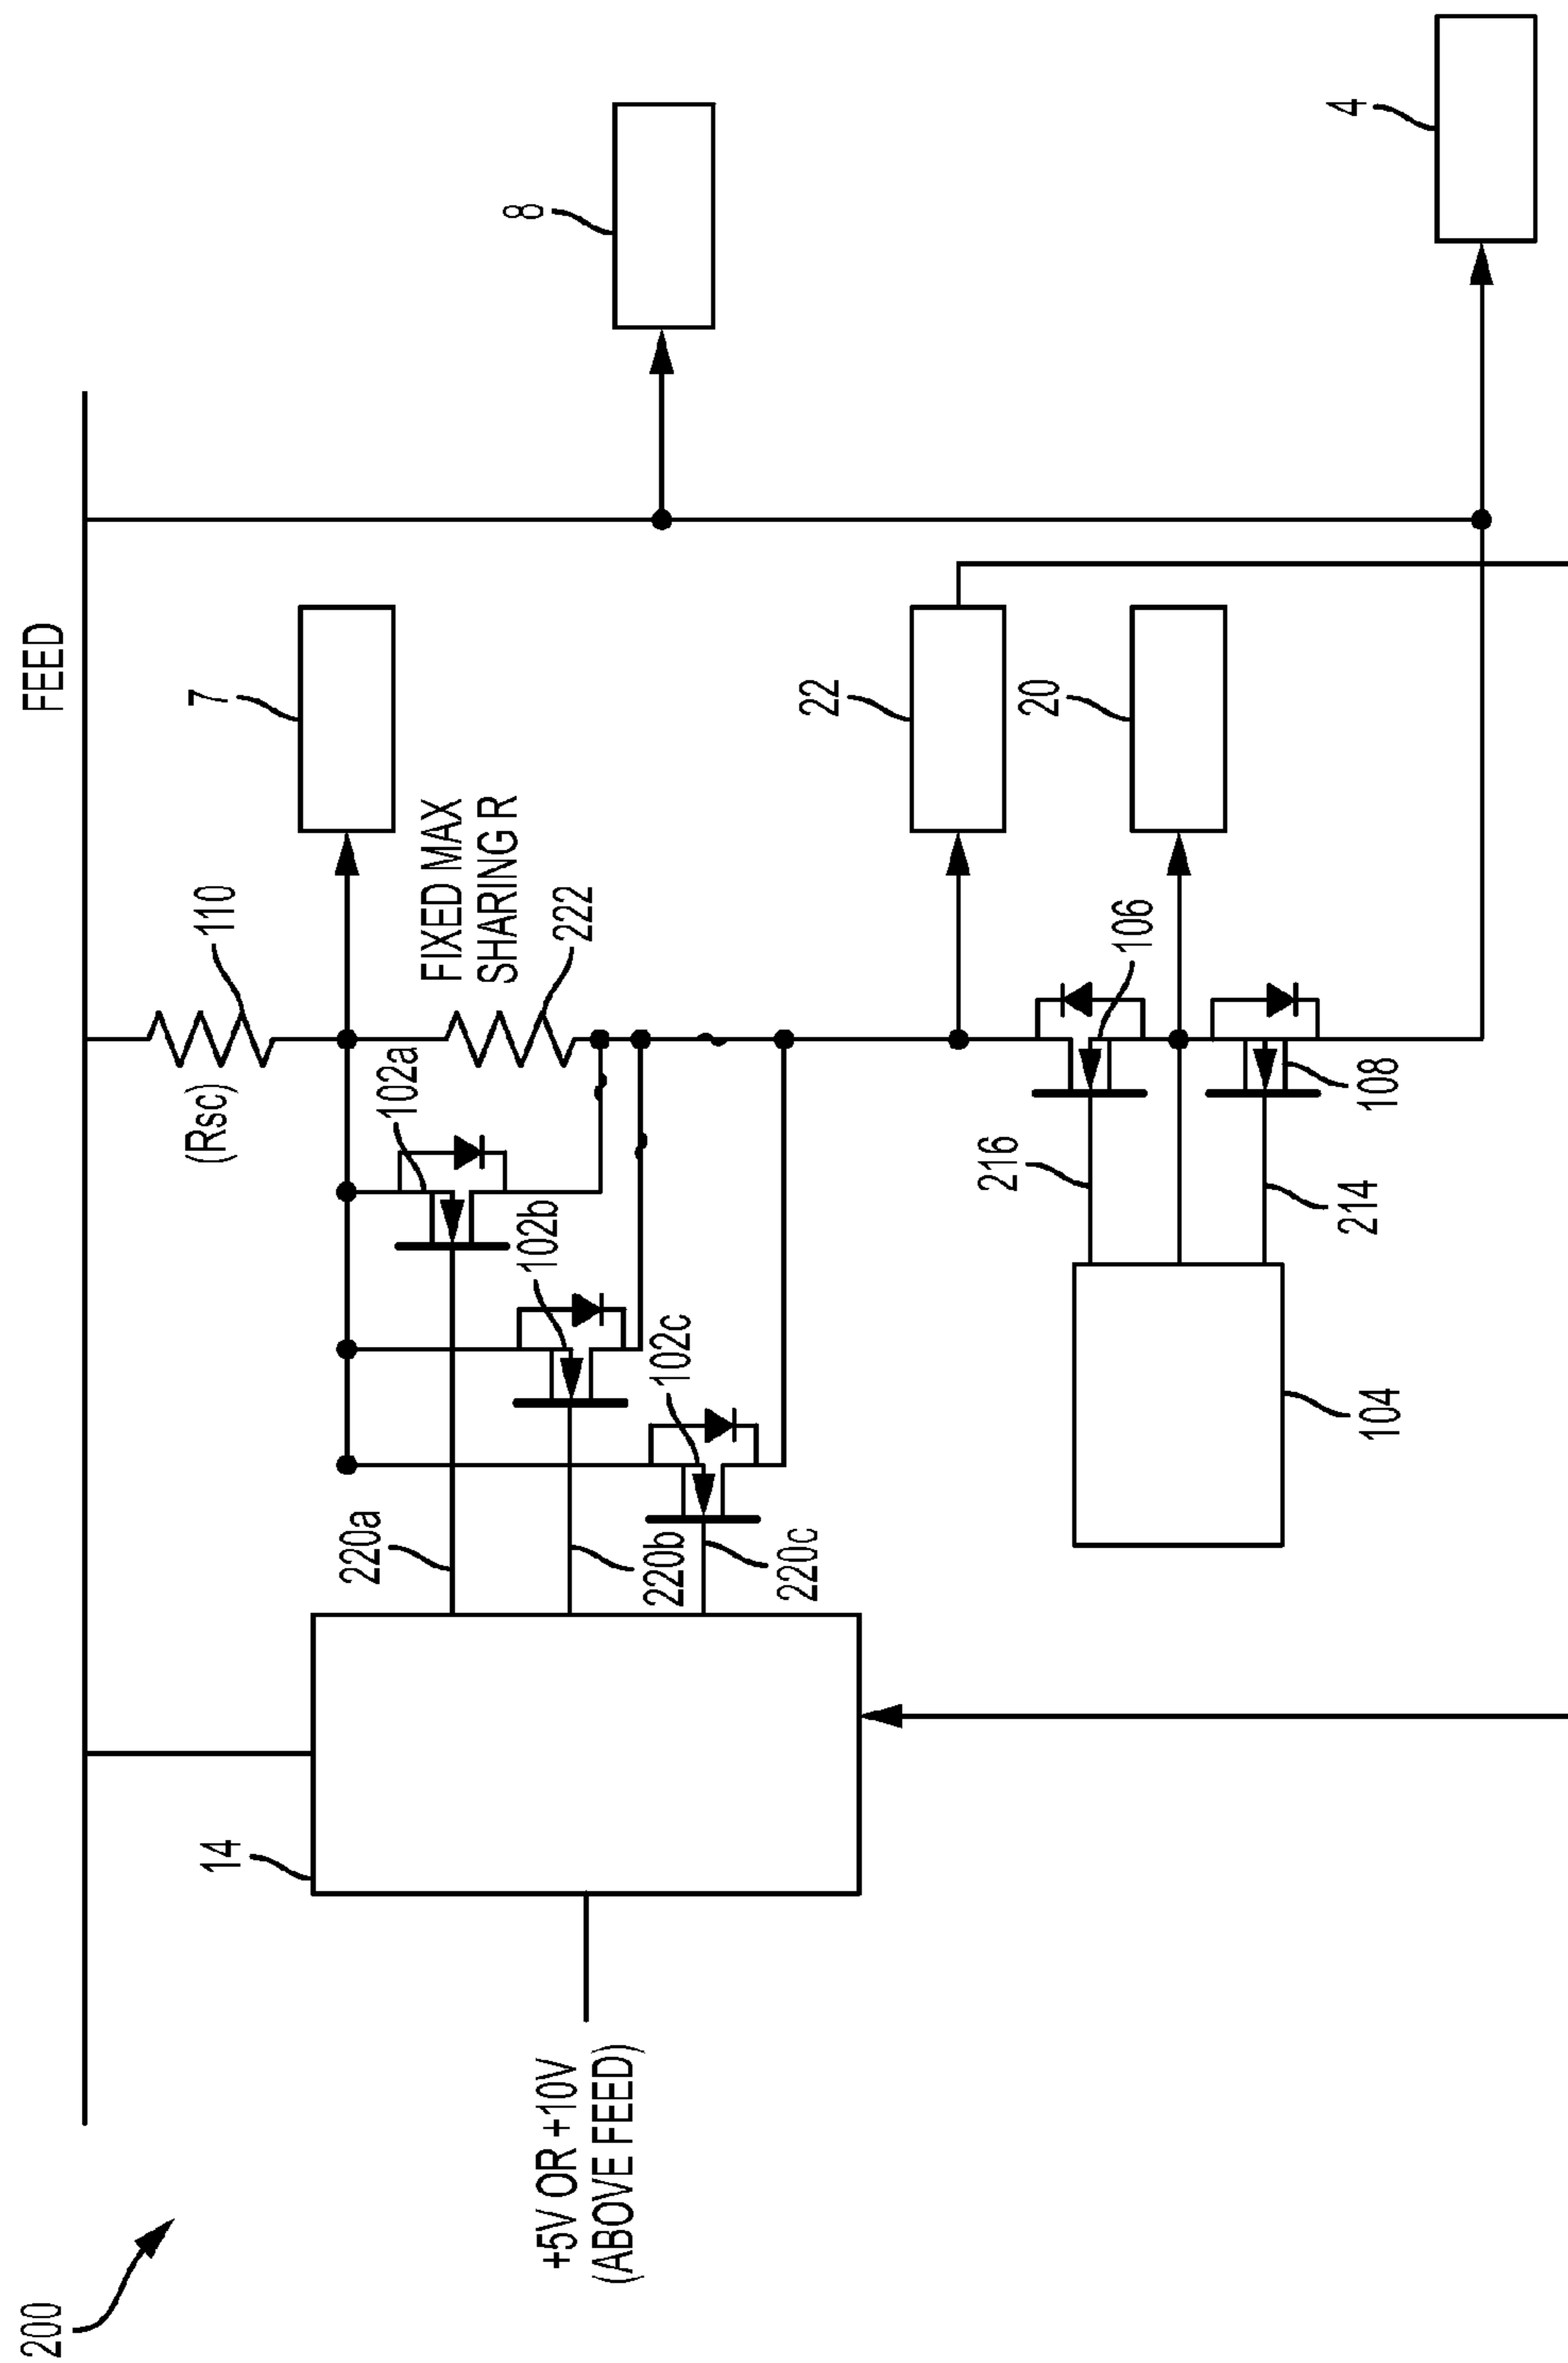 200
FEED
+5V OR +10V
(ABOVE FEED)
14
220a
220b
220c
102a
102b
102c
(Rsc)
110
7
FIXED MAX
SHARING R
222
8
22
20
4
216
106
214
108
104